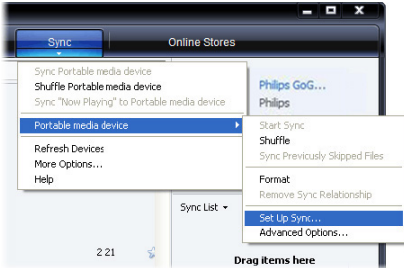 Sync
Online Stores
Sync Portable media device
Shuffle Portable media device
Sync "Now Playing" to Portable media device
Portable media device
Refresh Devices
More Options...
Help
Philips GoG...
Philips
Start Sync
Shuffle
Sync Previously Skipped Files
Format
Remove Sync Relationship
Set Up Sync...
Advanced Options...
Sync List
2 21
Drag items here